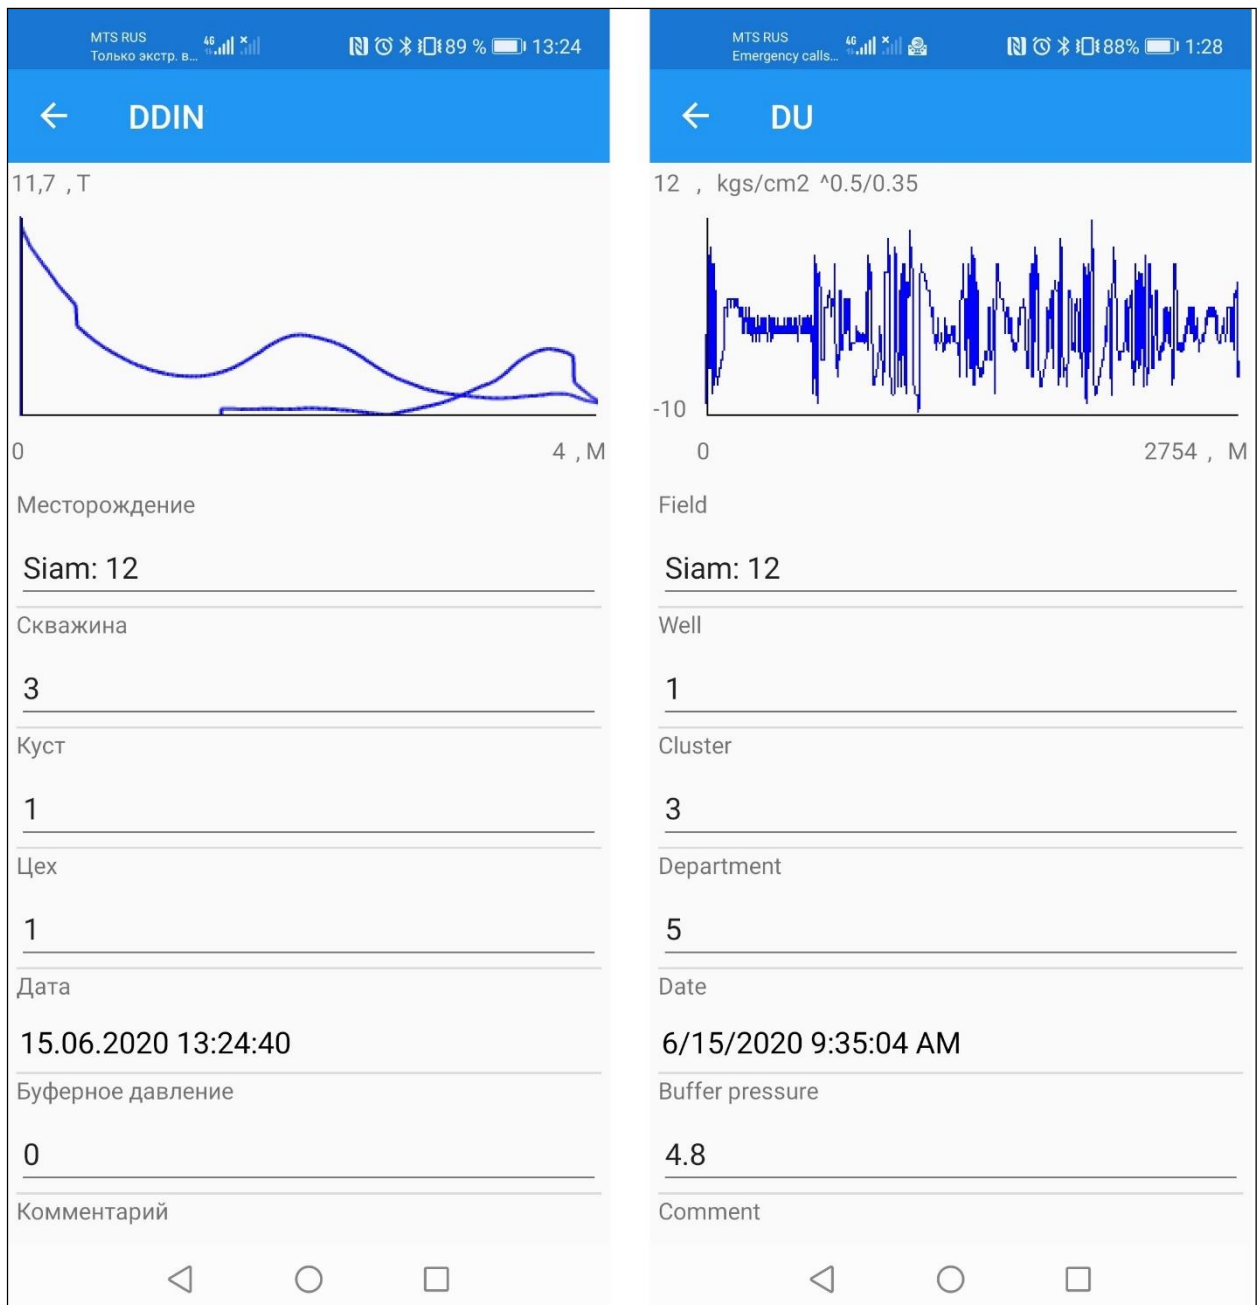 MTS RUS
Только экстр. в...
4G
89 %
13:24
DDIN
11,7 , Т
0
4 , М
Месторождение
Siam: 12
Скважина
3
Куст
1
Цех
1
Дата
15.06.2020 13:24:40
Буферное давление
0
Комментарий
MTS RUS
Emergency calls...
4G
88%
1:28
DU
12 , kgs/cm2 ^0.5/0.35
-10
0
2754 , M
Field
Siam: 12
Well
1
Cluster
3
Department
5
Date
6/15/2020 9:35:04 AM
Buffer pressure
4.8
Comment